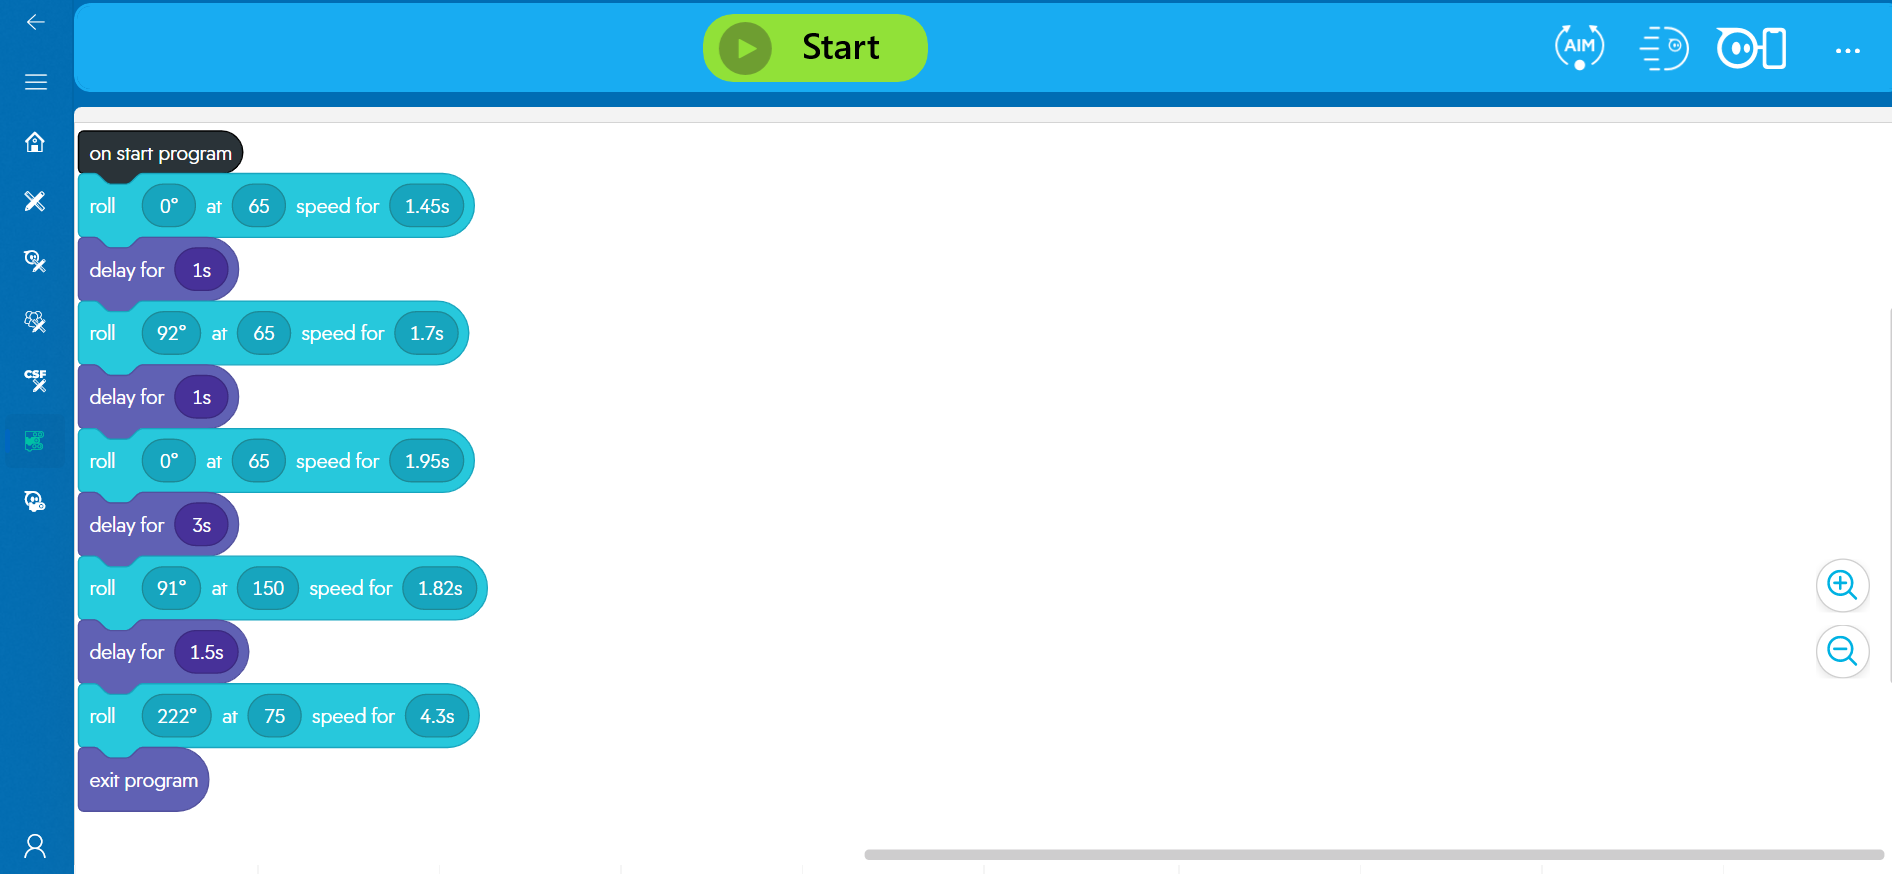 Start
AIM
on start program
roll 0° at 65 speed for 1.45s
delay for 1s
roll 92° at 65 speed for 1.7s
delay for 1s
CSF
roll 0° at 65 speed for 1.95s
delay for 3s
roll 91° at 150 speed for 1.82s
delay for 1.5s
roll 222° at 75 speed for 4.3s
exit program